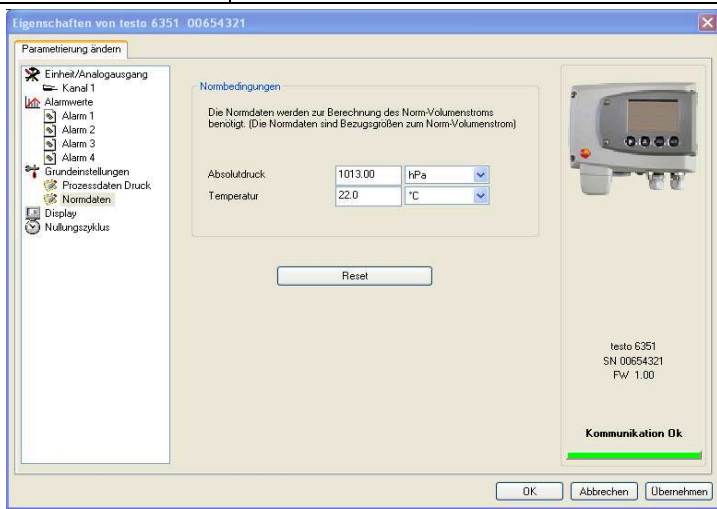 Eigenschaften von testo 6351 00654321
Parametrierung ändern
Einheit/Analogausgang
Kanal 1
Alarmwerte
Alarm 1
Alarm 2
Alarm 3
Alarm 4
Grundeinstellungen
Prozessdaten Druck
Normdaten
Display
Nullungszyklus
Normbedingungen
Die Normdaten werden zur Berechnung des Norm-Volumenstroms
benötigt. (Die Normdaten sind Bezugsgrößen zum Norm-Volumenstrom)
Absolutdruck 1013.00 hPa
Temperatur 22.0 °C
Reset
testo 6351
SN 00654321
FW 1.00
Kommunikation Ok
OK Abbrechen Übernehmen